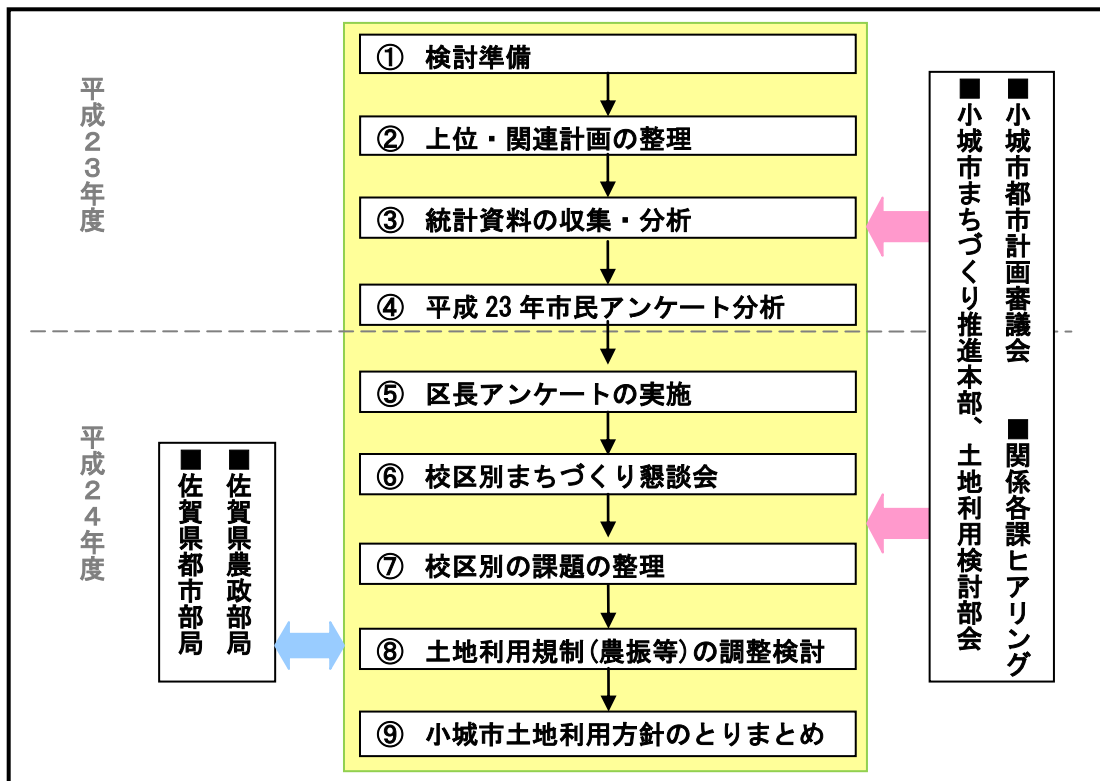 平成23年度
① 検討準備
② 上位・関連計画の整理
③ 統計資料の収集・分析
④ 平成 23 年市民アンケート分析
平成24年度
⑤ 区長アンケートの実施
⑥ 校区別まちづくり懇談会
⑦ 校区別の課題の整理
⑧ 土地利用規制(農振等)の調整検討
⑨ 小城市土地利用方針のとりまとめ
■小城市都市計画審議会 ■関係各課ヒアリング
■小城市まちづくり推進本部、土地利用検討部会
■佐賀県農政部局
■佐賀県都市部局